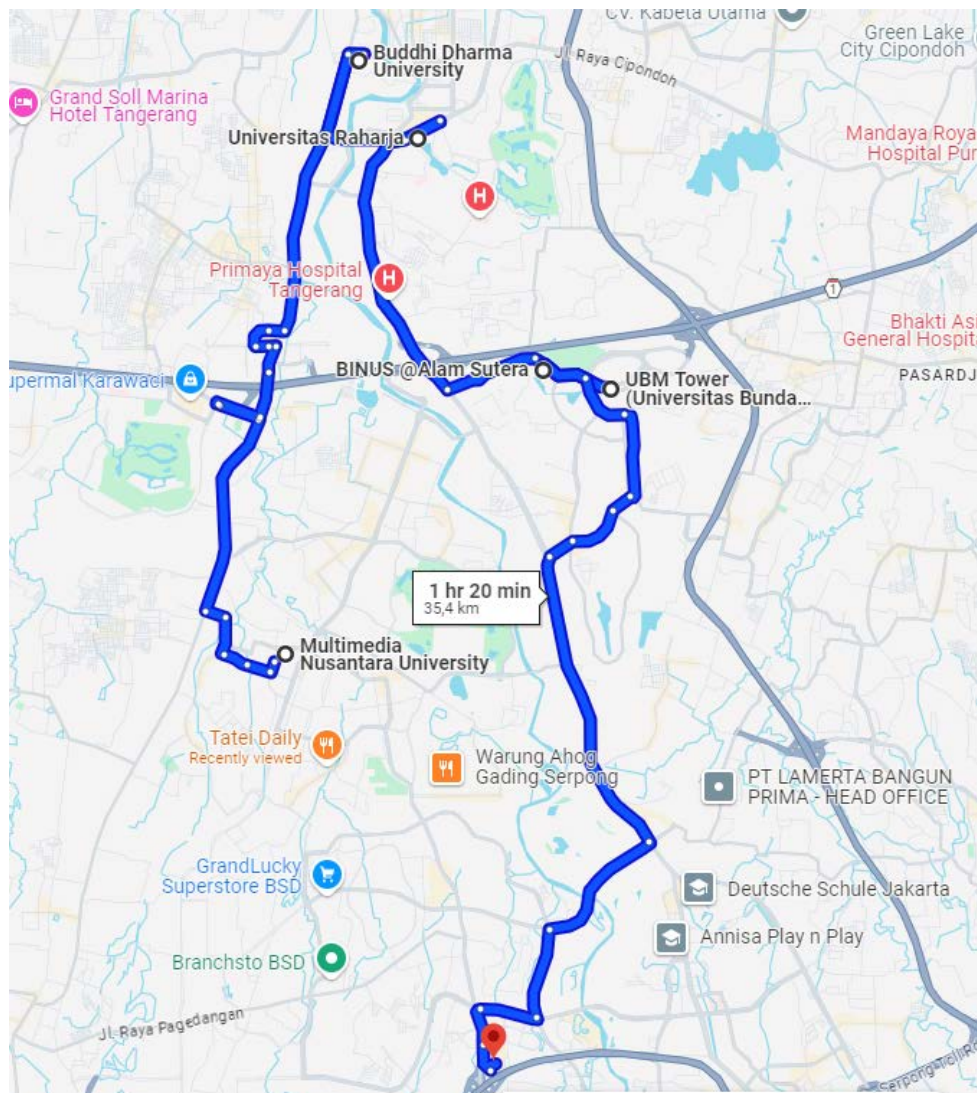 CV. Kabeta Utama
Green Lake
City Cipondoh
Buddhi Dharma
University
Jl Raya Cipondoh
Grand Soll Marina
Hotel Tangerang
Universitas Raharja
Mandaya Roya
Hospital Pur
H
Primaya Hospital
Tangerang
H
1
Bhakti Asi
General Hospita
BINUS @Alam Sutera
upermal Karawaci
UBM Tower
(Universitas Bunda...
PASARDJ
1 hr 20 min
35,4 km
Multimedia
Nusantara University
Tatei Daily
Recently viewed
Warung Ahog
Gading Serpong
PT LAMERTA BANGUN
PRIMA - HEAD OFFICE
GrandLucky
Superstore BSD
Deutsche Schule Jakarta
Annisa Play n Play
Branchsto BSD
Jl. Raya Pagedangan
Serpong Toll Ro